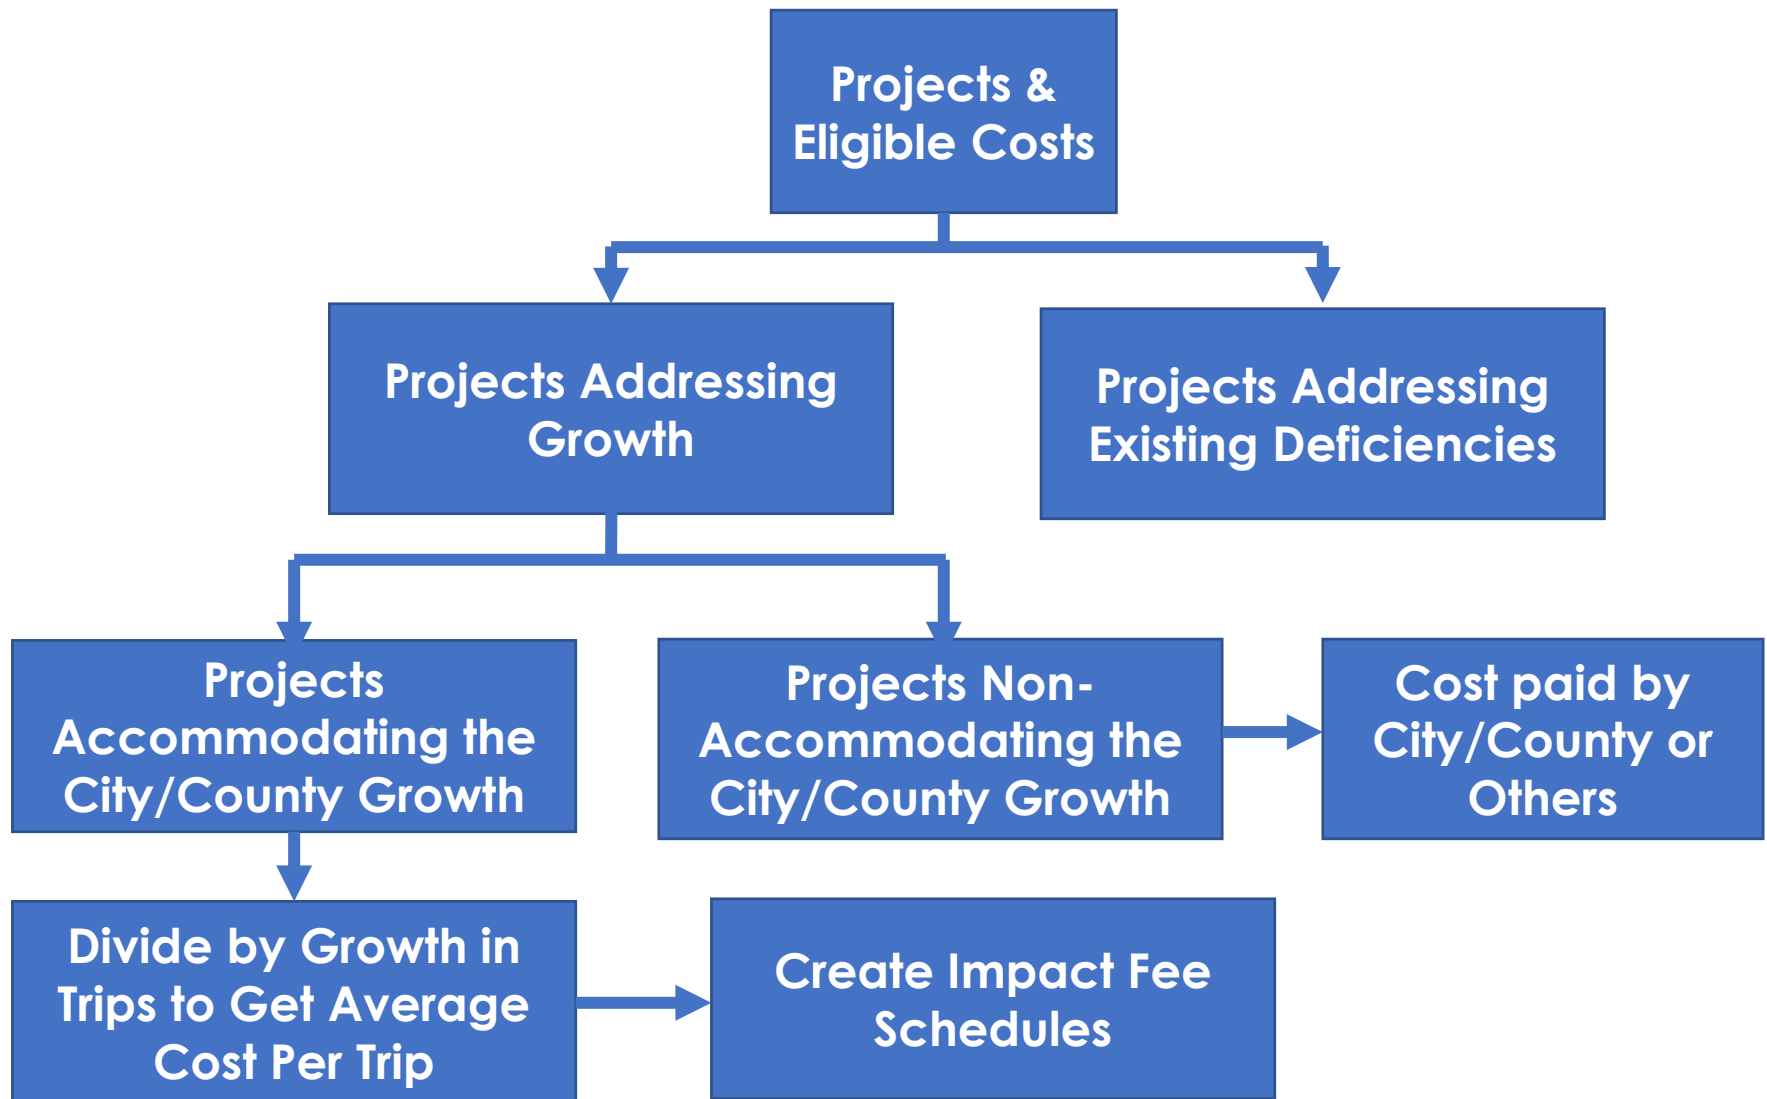 Projects &
Eligible Costs
Projects Addressing
Growth
Projects Addressing
Existing Deficiencies
Projects
Accommodating the
City/County Growth
Projects Non-
Accommodating the
City/County Growth
Cost paid by
City/County or
Others
Divide by Growth in
Trips to Get Average
Cost Per Trip
Create Impact Fee
Schedules